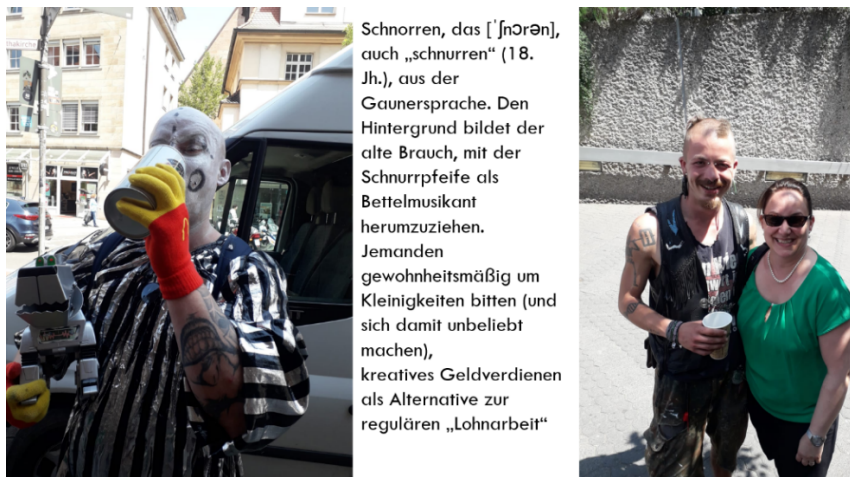 Schnorren, das [ˈʃnɔrən],
auch „schnurren“ (18.
Jh.), aus der
Gaunersprache. Den
Hintergrund bildet der
alte Brauch, mit der
Schnurrpfeife als
Bettelmusikant
herumzuziehen.
Jemanden
gewohnheitsmäßig um
Kleinigkeiten bitten (und
sich damit unbeliebt
machen),
kreatives Geldverdienen
als Alternative zur
regulären „Lohnarbeit“